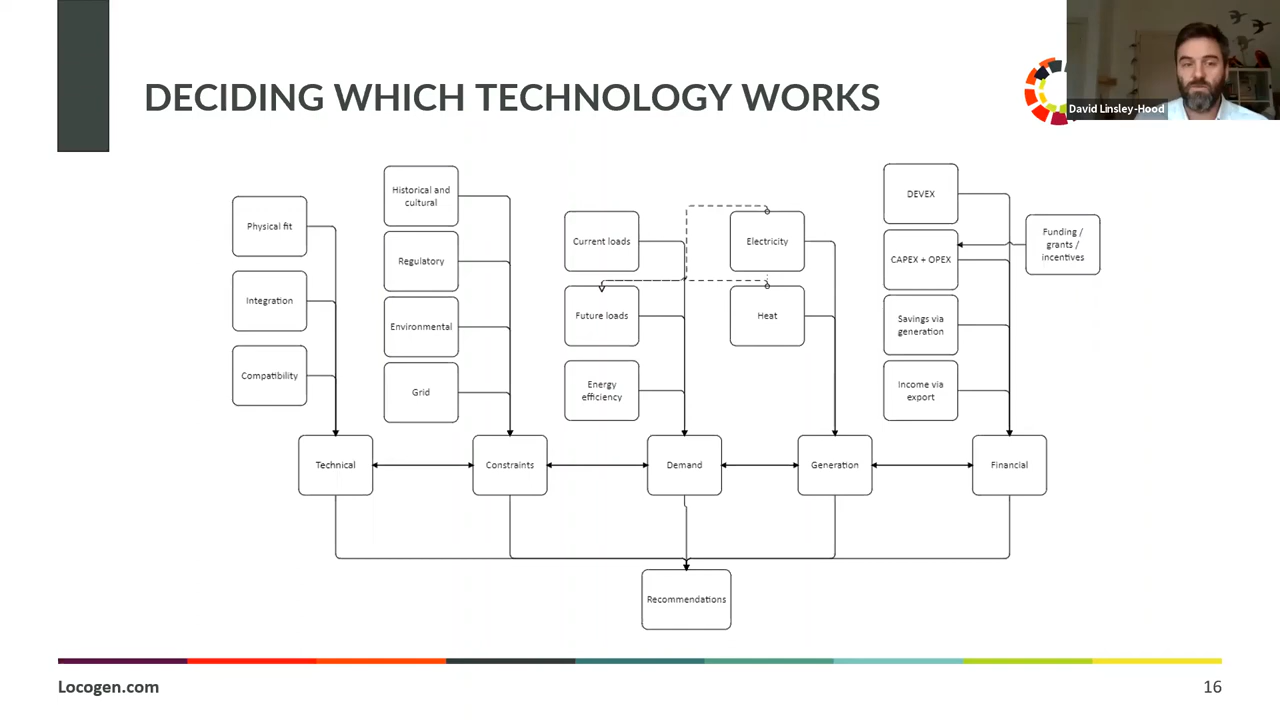 DECIDING WHICH TECHNOLOGY WORKS
David Linsley-Hood
Physical fit
Integration
Compatibility
Historical and
cultural
Regulatory
Environmental
Grid
Current loads
Future loads
Energy
efficiency
Electricity
Heat
DEVEX
CAPEX + OPEX
Savings via
generation
Income via
export
Funding /
grants /
incentives
Technical
Constraints
Demand
Generation
Financial
Recommendations
Locogen.com
16